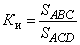 Kи = SABC / SACD